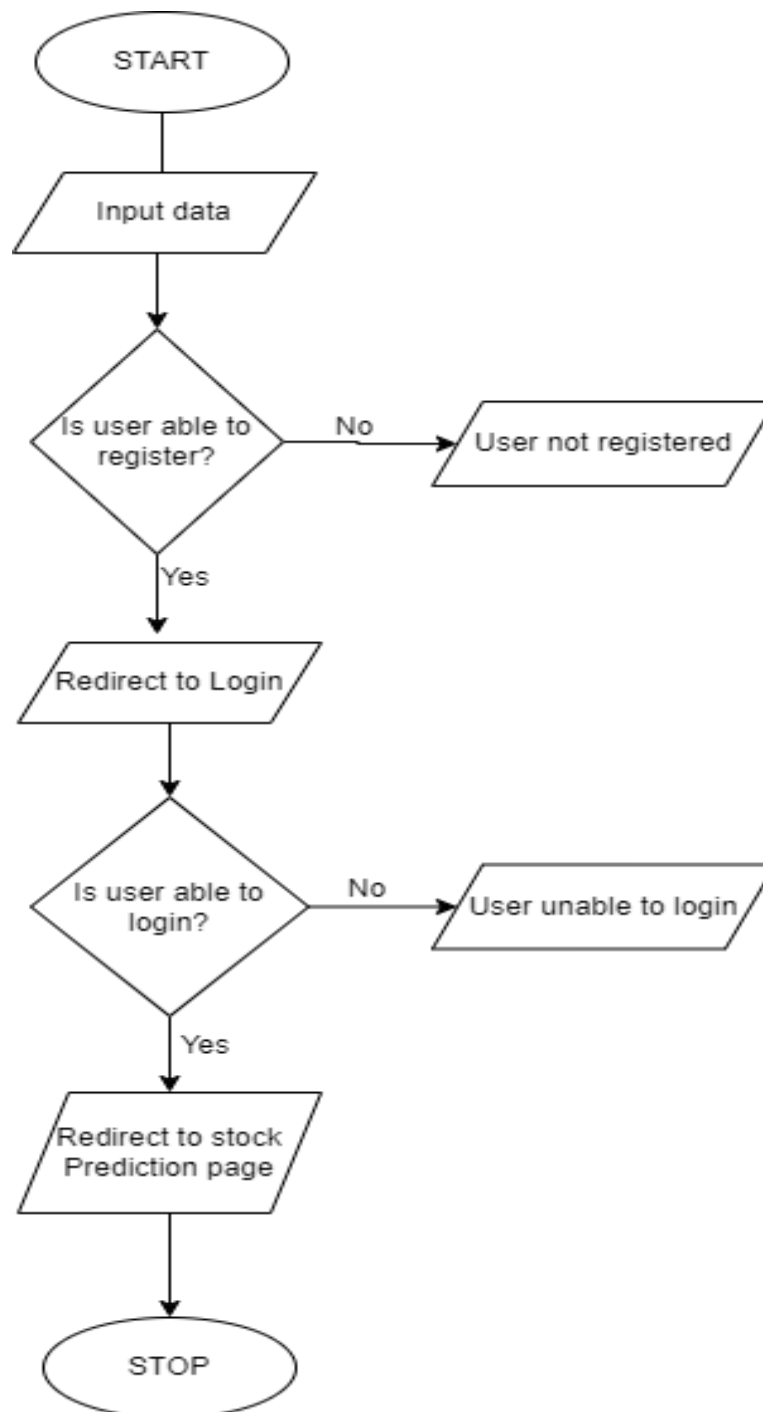 START
Input data
Is user able to
register?
No
User not registered
Yes
Redirect to Login
Is user able to
login?
No
User unable to login
Yes
Redirect to stock
Prediction page
STOP